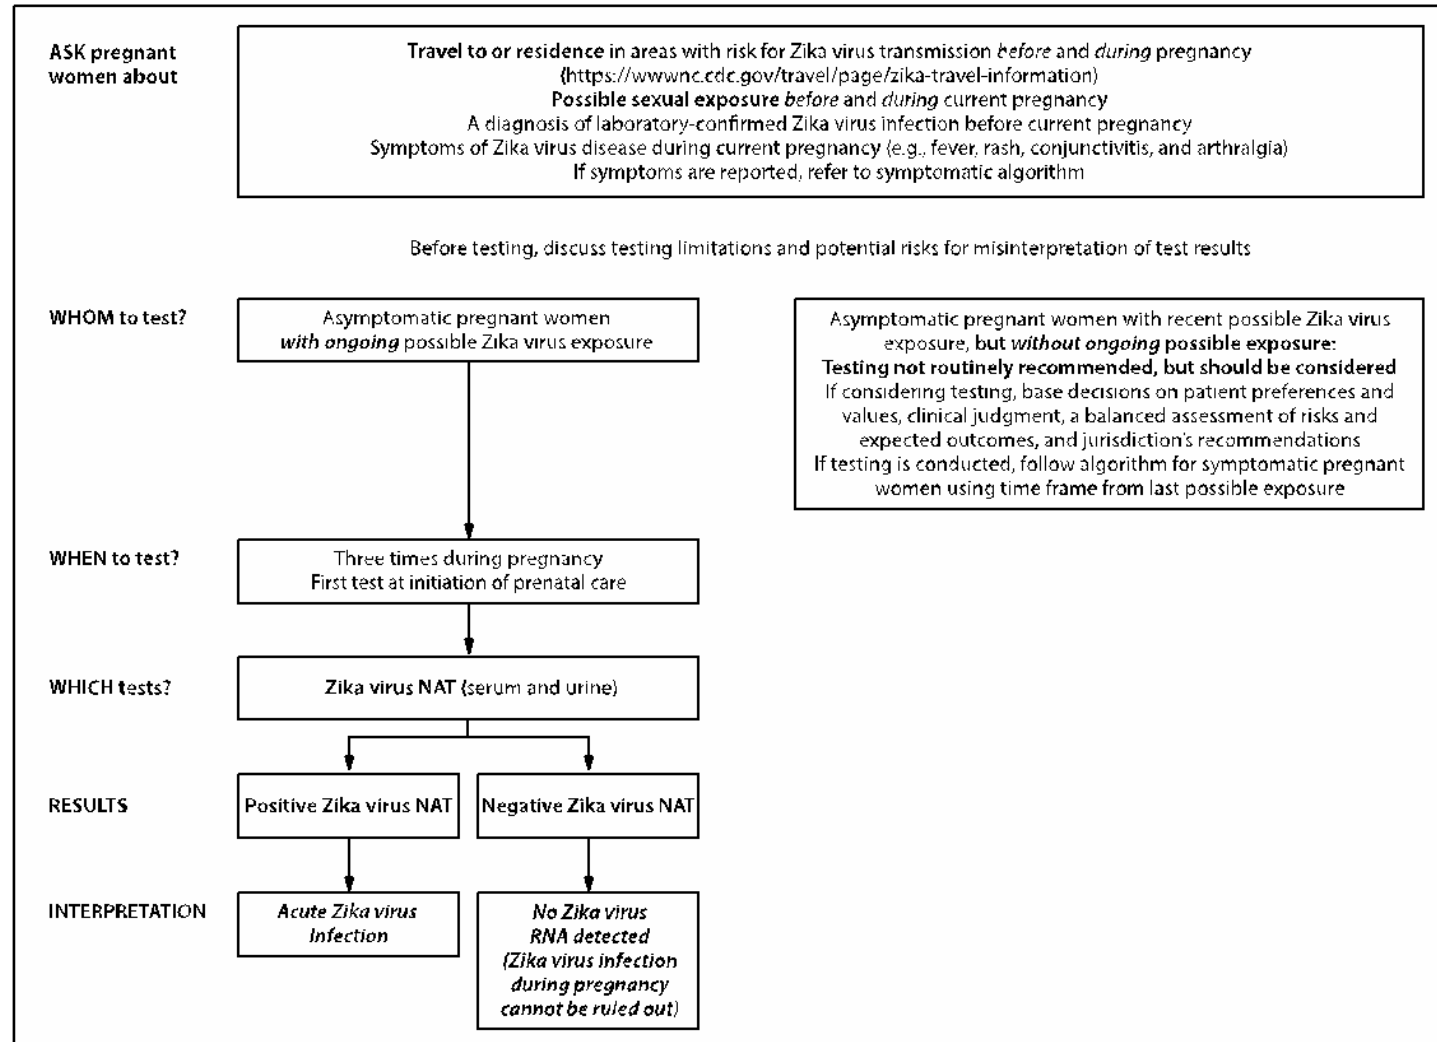 ASK pregnant
women about
Travel to or residence in areas with risk for Zika virus transmission before and during pregnancy
(https://wwwnc.cdc.gov/travel/page/zika-travel-information)
Possible sexual exposure before and during current pregnancy
A diagnosis of laboratory-confirmed Zika virus infection before current pregnancy
Symptoms of Zika virus disease during current pregnancy (e.g., fever, rash, conjunctivitis, and arthralgia)
If symptoms are reported, refer to symptomatic algorithm
Before testing, discuss testing limitations and potential risks for misinterpretation of test results
WHOM to test?
Asymptomatic pregnant women
with ongoing possible Zika virus exposure
Asymptomatic pregnant women with recent possible Zika virus
exposure, but without ongoing possible exposure:
Testing not routinely recommended, but should be considered
If considering testing, base decisions on patient preferences and
values, clinical judgment, a balanced assessment of risks and
expected outcomes, and jurisdiction's recommendations
If testing is conducted, follow algorithm for symptomatic pregnant
women using time frame from last possible exposure
WHEN to test?
Three times during pregnancy
First test at initiation of prenatal care
WHICH tests?
Zika virus NAT (serum and urine)
RESULTS
Positive Zika virus NAT
Negative Zika virus NAT
INTERPRETATION
Acute Zika virus
Infection
No Zika virus
RNA detected
(Zika virus infection
during pregnancy
cannot be ruled out)